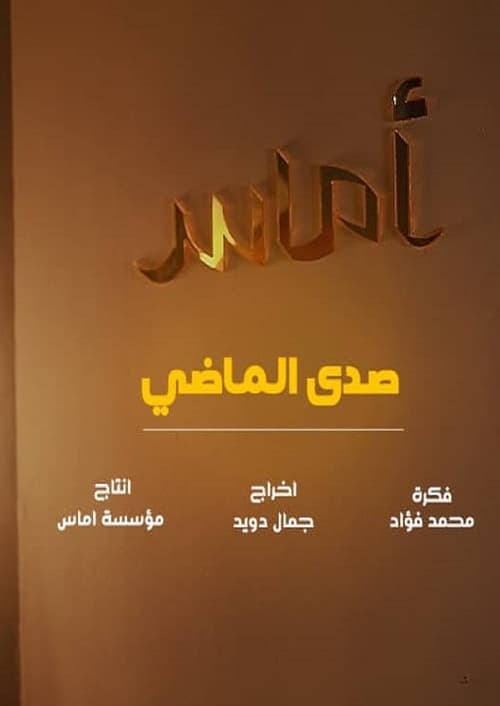 أماس
صدى الماضي
فكرة
محمد فؤاد
اخراج
جمال دويد
انتاج
مؤسسة اماس